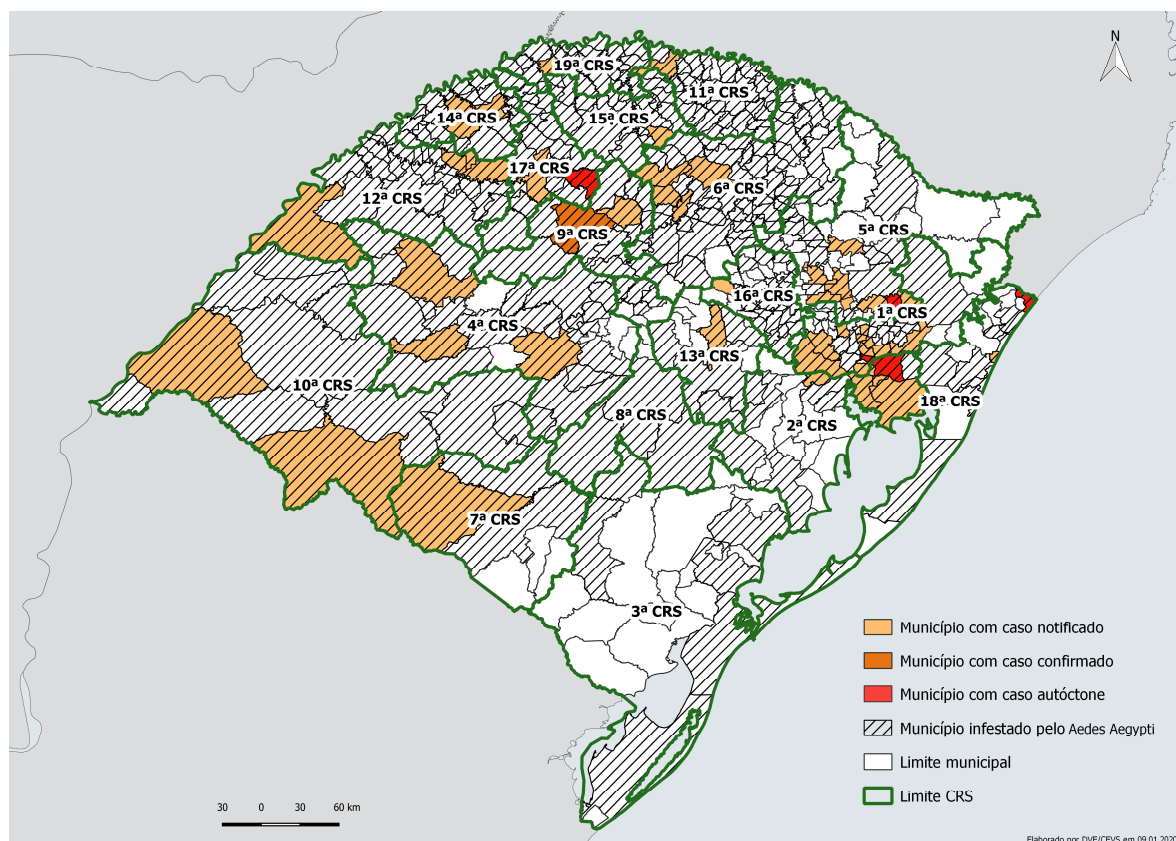 N
19ª CRS
11ª CRS
14ª CRS
15ª CRS
17ª CRS
6ª CRS
12ª CRS
9ª CRS
5ª CRS
16ª CRS
1ª CRS
4ª CRS
13ª CRS
10ª CRS
18ª CRS
8ª CRS
2ª CRS
7ª CRS
3ª CRS
Município com caso notificado
Município com caso confirmado
Município com caso autóctone
Município infestado pelo Aedes Aegypti
Limite municipal
Limite CRS
30 0 30 60 km
Elaborado por DVE/CEVS em 09.01.2020